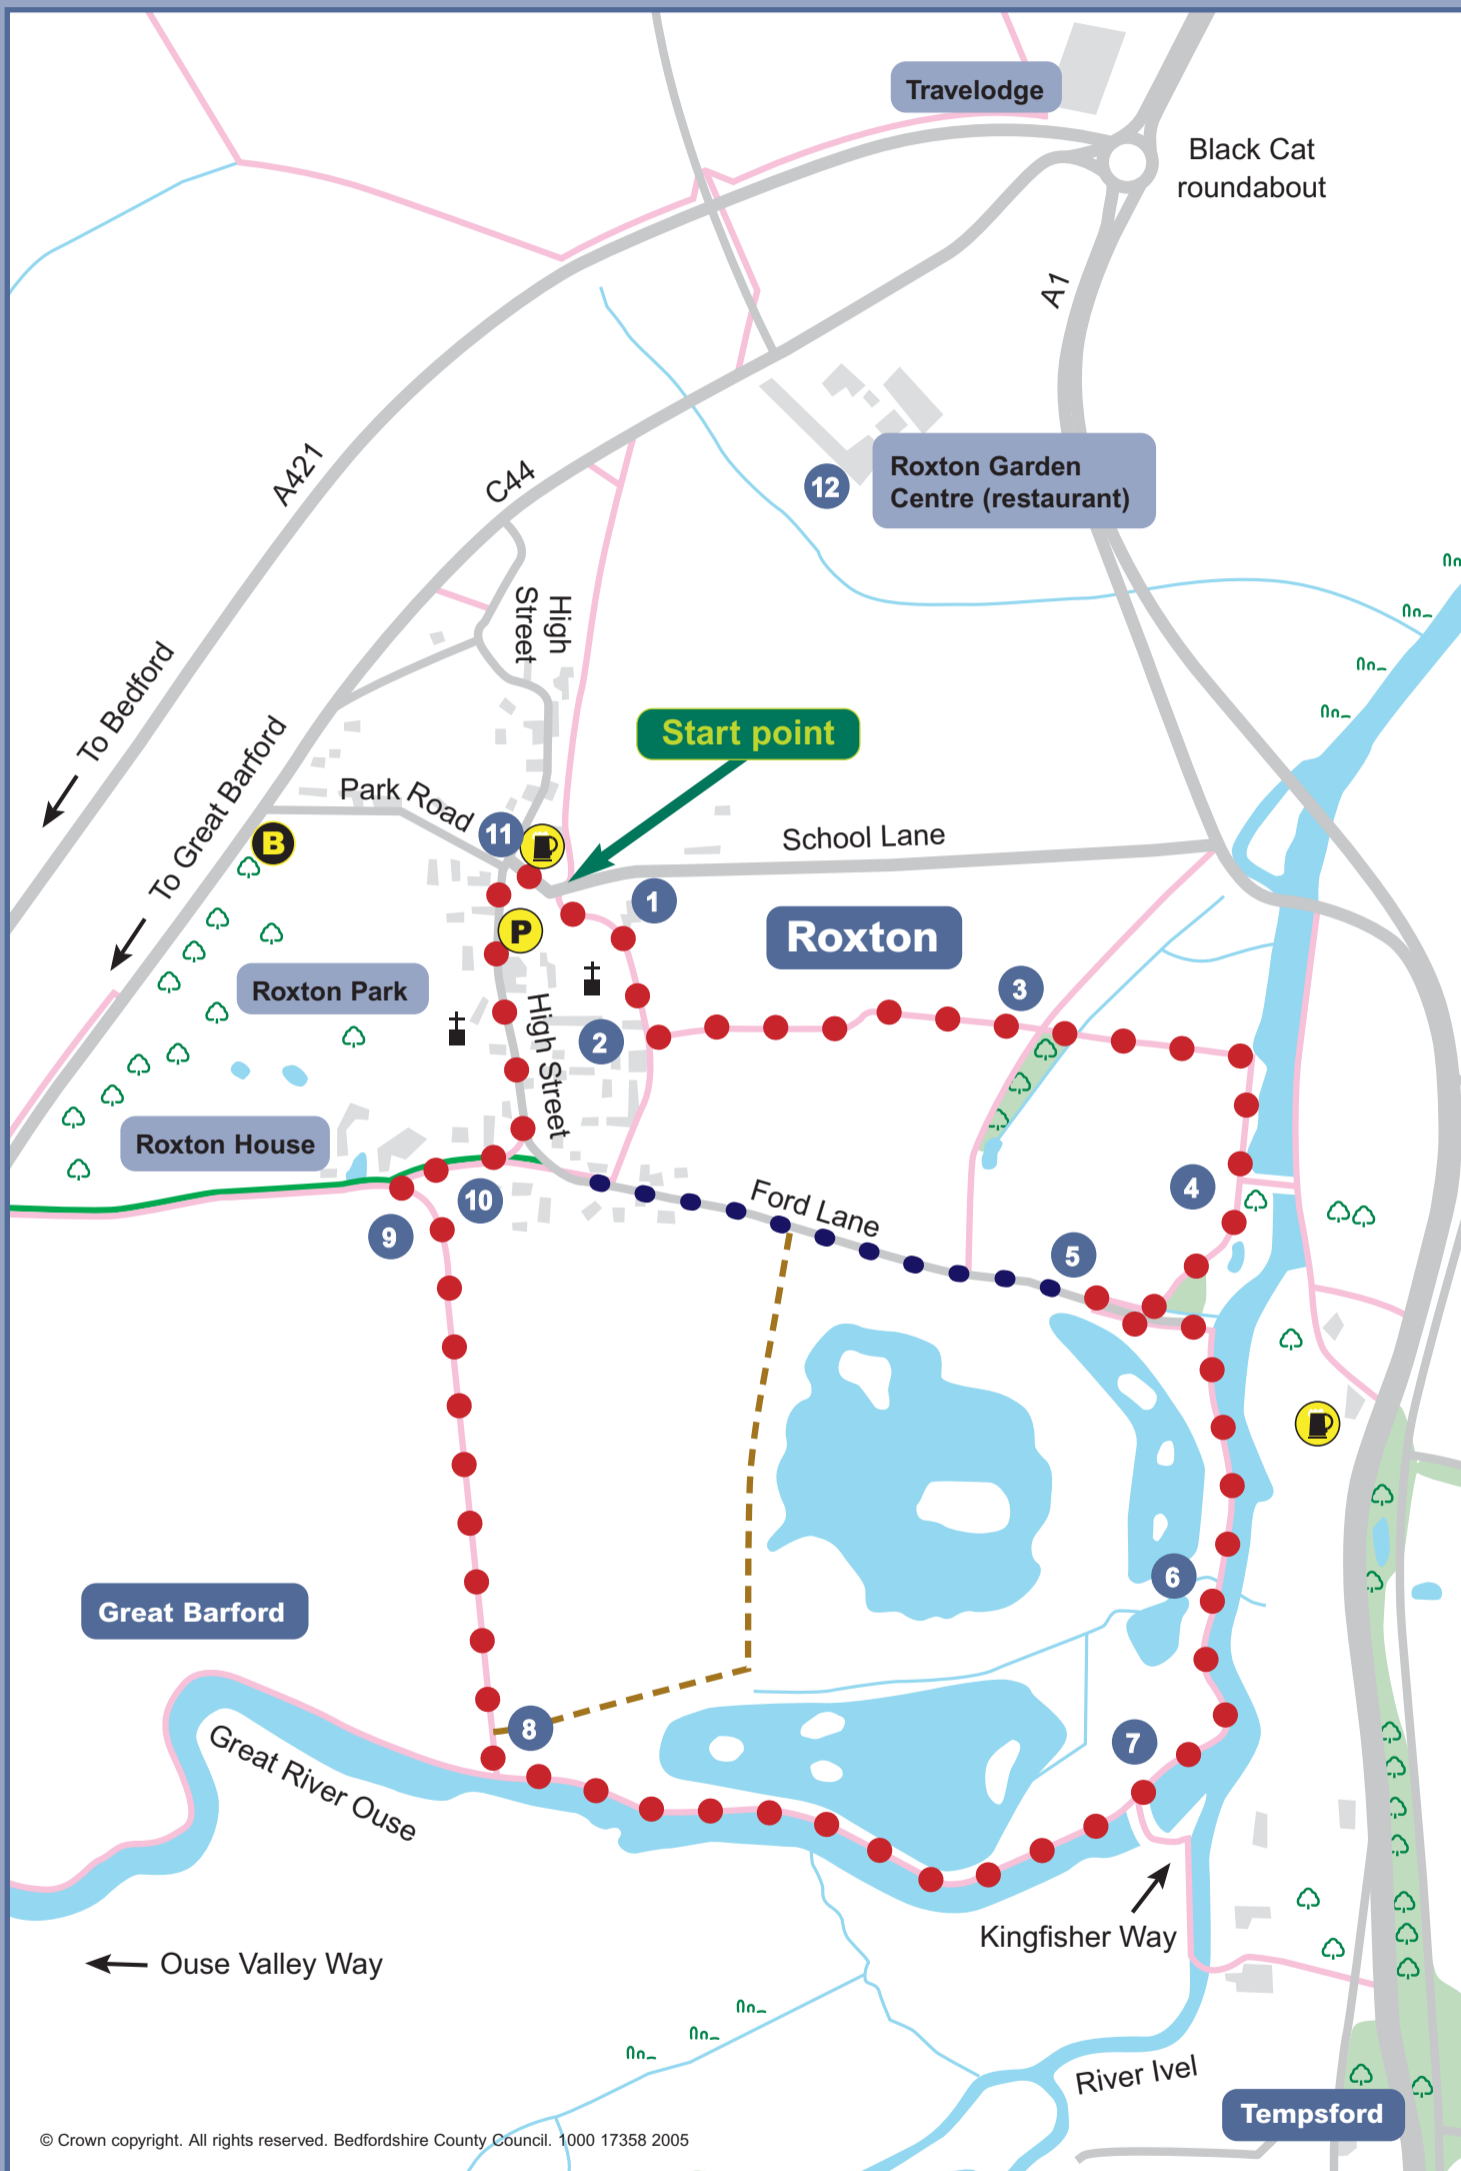 Travelodge
Black Cat
roundabout
A1
A421
C44
Roxton Garden
Centre (restaurant)
12
High
Street
To Bedford
To Great Barford
Start point
Park Road
11
School Lane
B
1
P
Roxton
Roxton Park
3
High Street
2
Roxton House
4
10
Ford Lane
9
5
6
Great Barford
8
7
Great River Ouse
Kingfisher Way
Ouse Valley Way
River Ivel
Tempsford
© Crown copyright. All rights reserved. Bedfordshire County Council. 1000 17358 2005